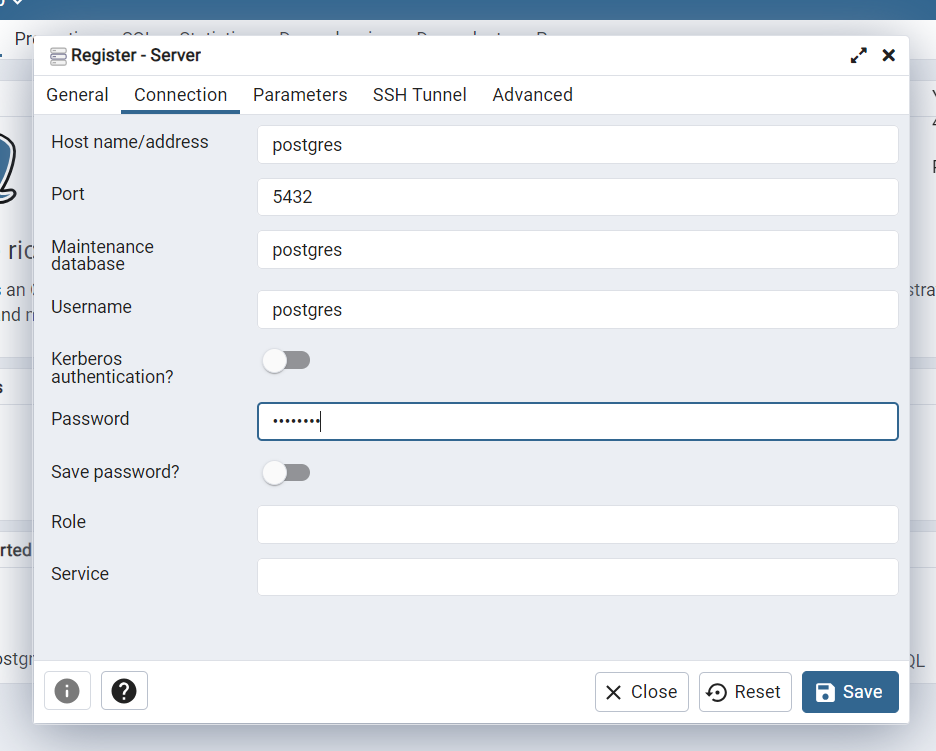 Register - Server
General Connection Parameters SSH Tunnel Advanced
Host name/address
postgres
Port
5432
Maintenance
database
postgres
Username
postgres
Kerberos
authentication?
Password
••••••••
Save password?
Role
Service
Close Reset Save